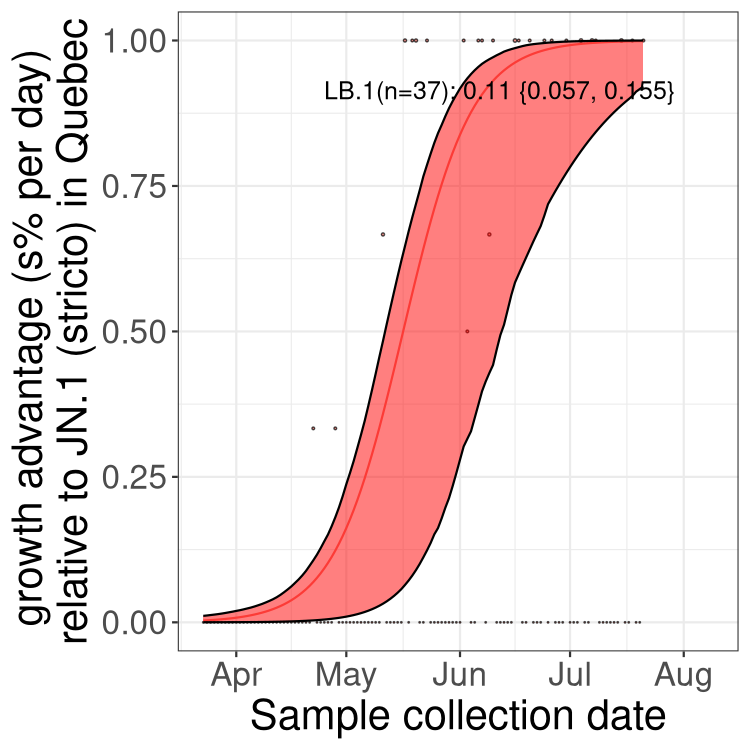 growth advantage (s% per day)
relative to JN.1 (stricto) in Quebec
1.00
0.75
0.50
0.25
0.00
LB.1(n=37): 0.11 {0.057, 0.155}
Apr May Jun Jul Aug
Sample collection date